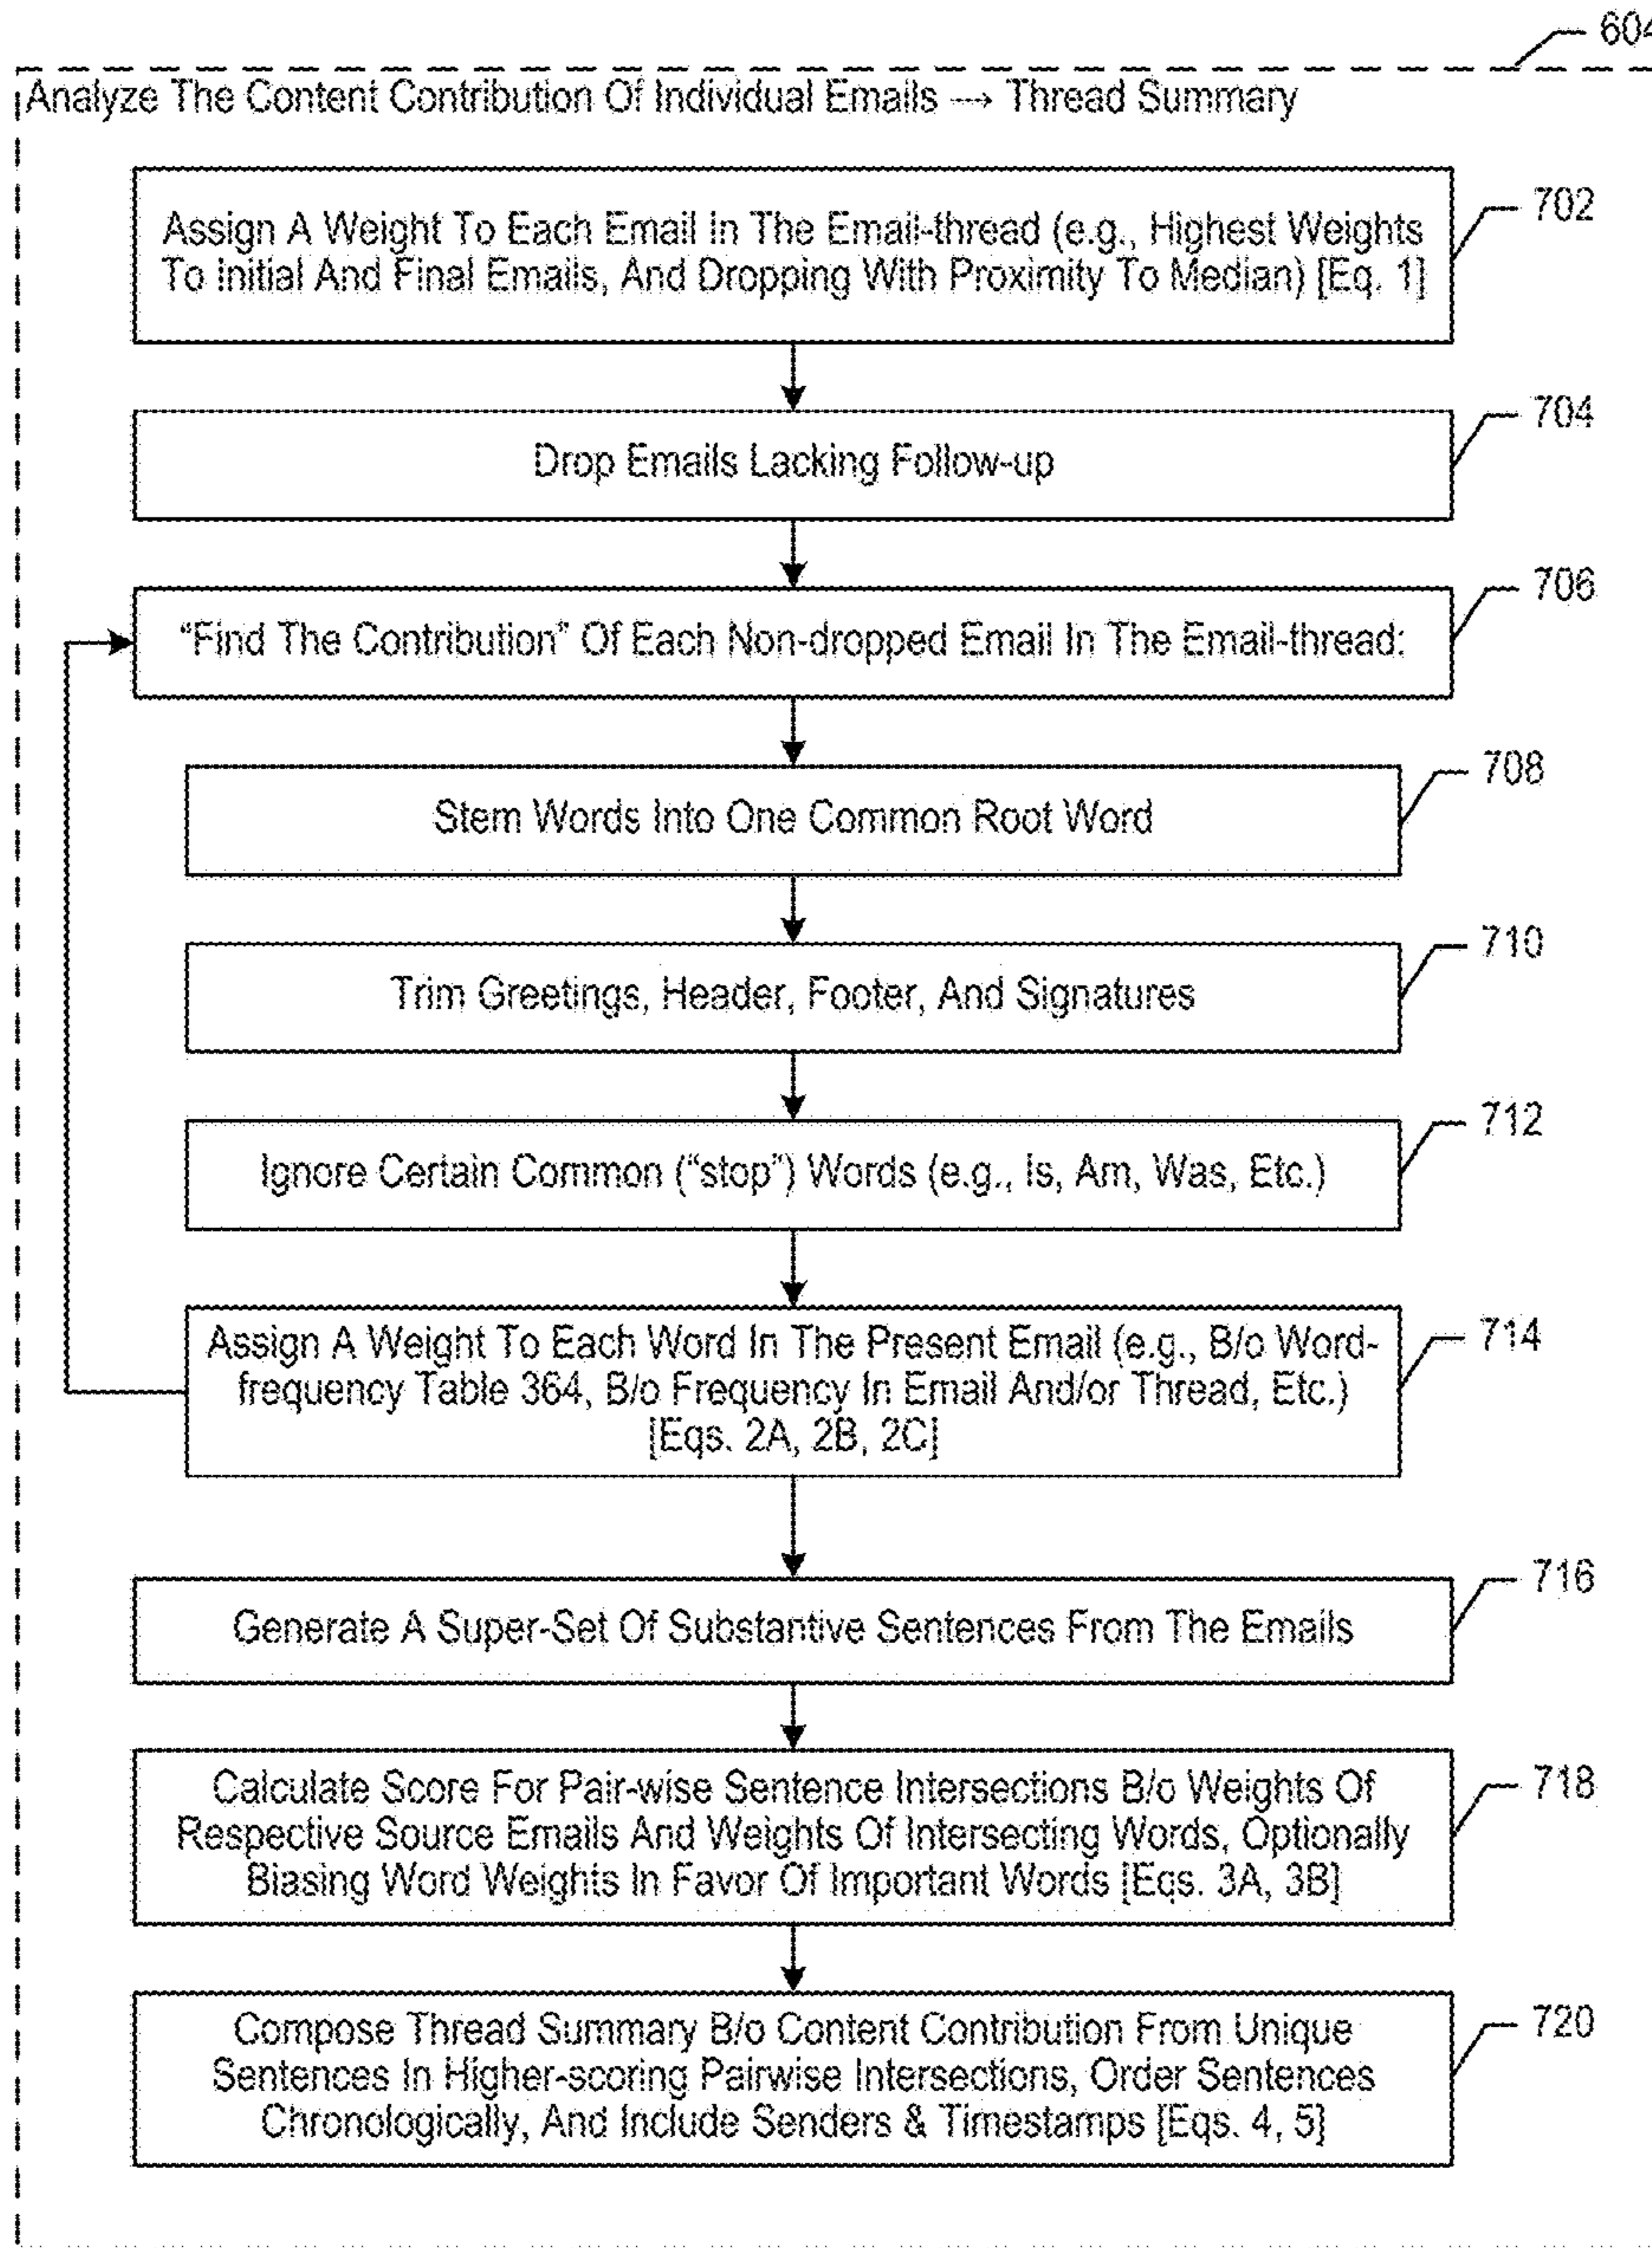 604
Analyze The Content Contribution Of Individual Emails → Thread Summary
702
Assign A Weight To Each Email In The Email-thread (e.g., Highest Weights
To Initial And Final Emails, And Dropping With Proximity To Median) [Eq. 1]
704
Drop Emails Lacking Follow-up
706
“Find The Contribution” Of Each Non-dropped Email In The Email-thread:
708
Stem Words Into One Common Root Word
710
Trim Greetings, Header, Footer, And Signatures
712
Ignore Certain Common (“stop”) Words (e.g., Is, Am, Was, Etc.)
714
Assign A Weight To Each Word In The Present Email (e.g., B/o Word-
frequency Table 364, B/o Frequency In Email And/or Thread, Etc.)
[Eqs. 2A, 2B, 2C]
716
Generate A Super-Set Of Substantive Sentences From The Emails
718
Calculate Score For Pair-wise Sentence Intersections B/o Weights Of
Respective Source Emails And Weights Of Intersecting Words, Optionally
Biasing Word Weights In Favor Of Important Words [Eqs. 3A, 3B]
720
Compose Thread Summary B/o Content Contribution From Unique
Sentences In Higher-scoring Pairwise Intersections, Order Sentences
Chronologically, And Include Senders & Timestamps [Eqs. 4, 5]